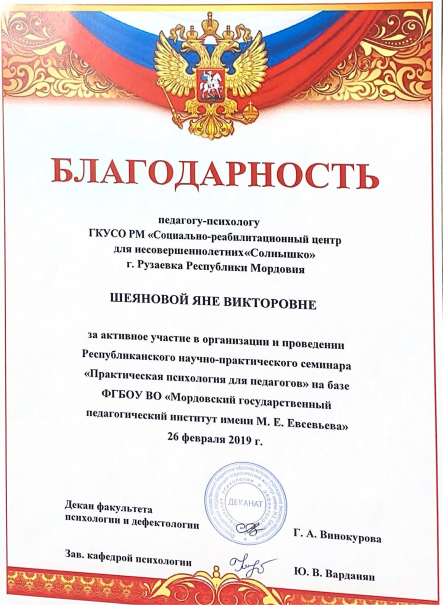 БЛАГОДАРНОСТЬ
педагогу-психологу
ГКУСО РМ «Социально-реабилитационный центр
для несовершеннолетних«Солнышко»
г. Рузаевка Республики Мордовия
ШЕЯНОВОЙ ЯНЕ ВИКТОРОВНЕ
за активное участие в организации и проведении
Республиканского научно-практического семинара
«Практическая психология для педагогов» на базе
ФГБОУ ВО «Мордовский государственный
педагогический институт имени М. Е. Евсевьева»
26 февраля 2019 г.
ДЕКАНАТ
Декан факультета
психологии и дефектологии
Г. А. Винокурова
Зав. кафедрой психологии
Ю. В. Варданян